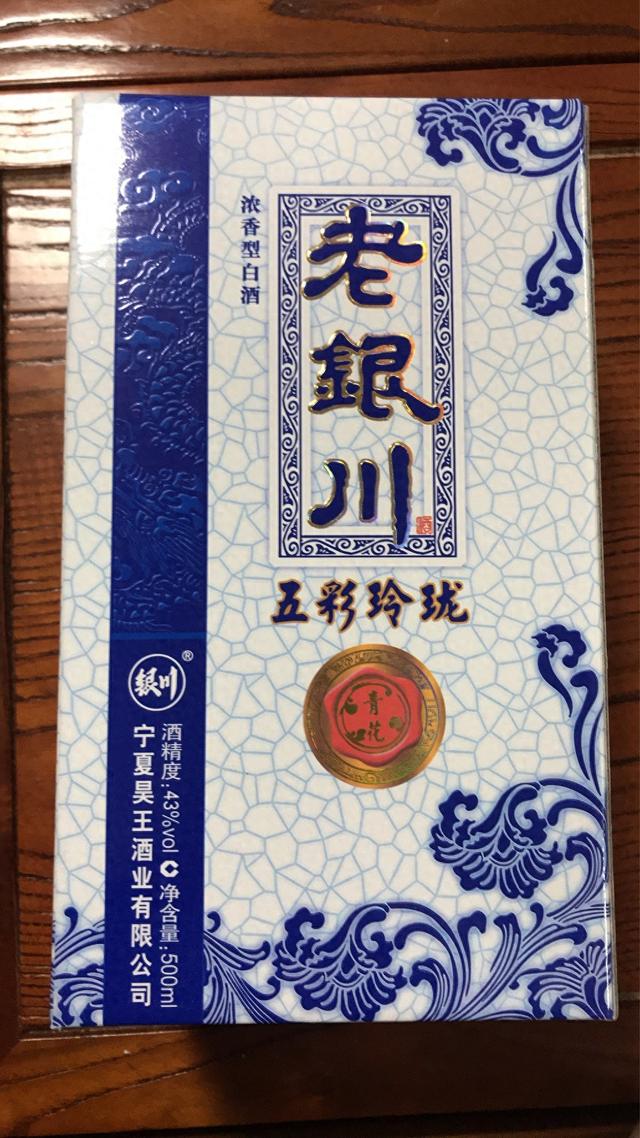 浓香型白酒
老銀川
五彩玲珑
青花
銀川®
酒精度:43%vol C 净含量:500ml
宁夏昊王酒业有限公司